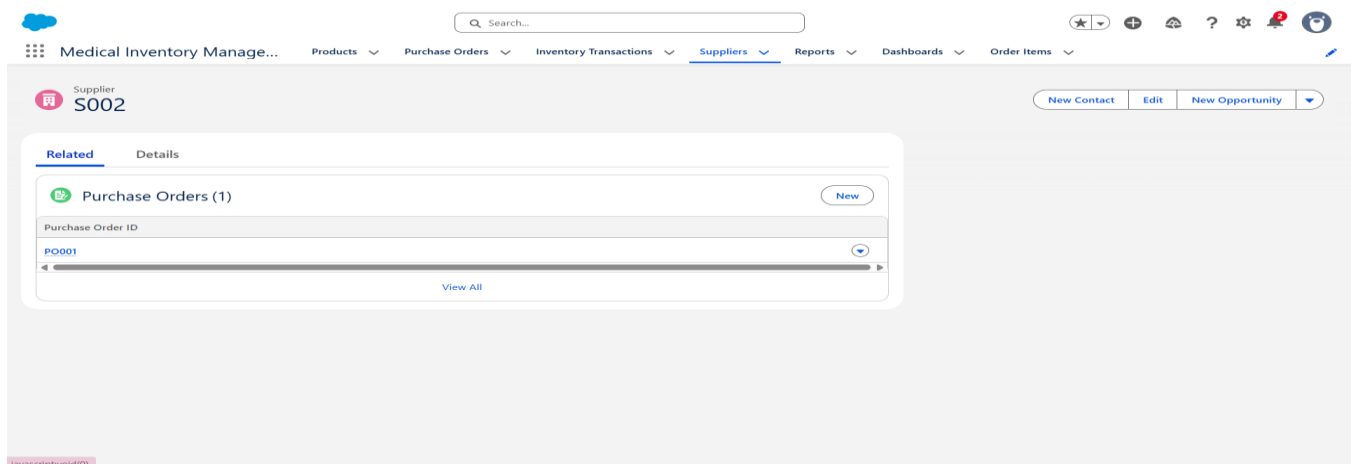 Search...
2
Medical Inventory Manage... Products Purchase Orders Inventory Transactions Suppliers Reports Dashboards Order Items
Supplier
S002
New Contact Edit New Opportunity
Related Details
Purchase Orders (1)
New
Purchase Order ID
PO001
View All